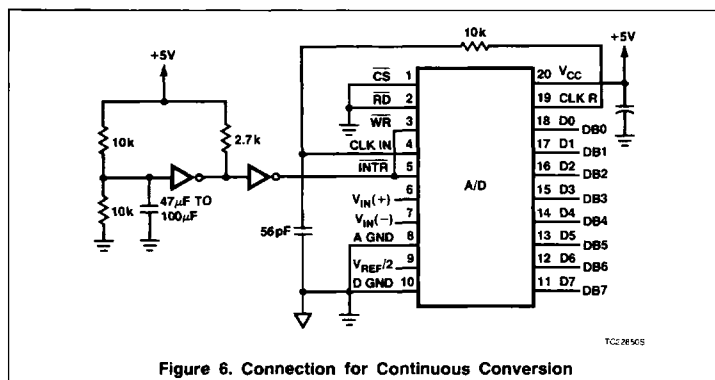 10k
+5V
+5V
10k
10k
2.7k
47μF TO
100μF
56pF
CS 1
RD 2
WR 3
CLK IN 4
INTR 5
6
VIN(+)
7
VIN(−)
A GND 8
9
VREF/2
D GND 10
A/D
20 VCC
19 CLK R
18 D0
DB0
17 D1
DB1
16 D2
DB2
15 D3
DB3
14 D4
DB4
13 D5
DB5
12 D6
DB6
11 D7
DB7
TC22850S
Figure 6. Connection for Continuous Conversion